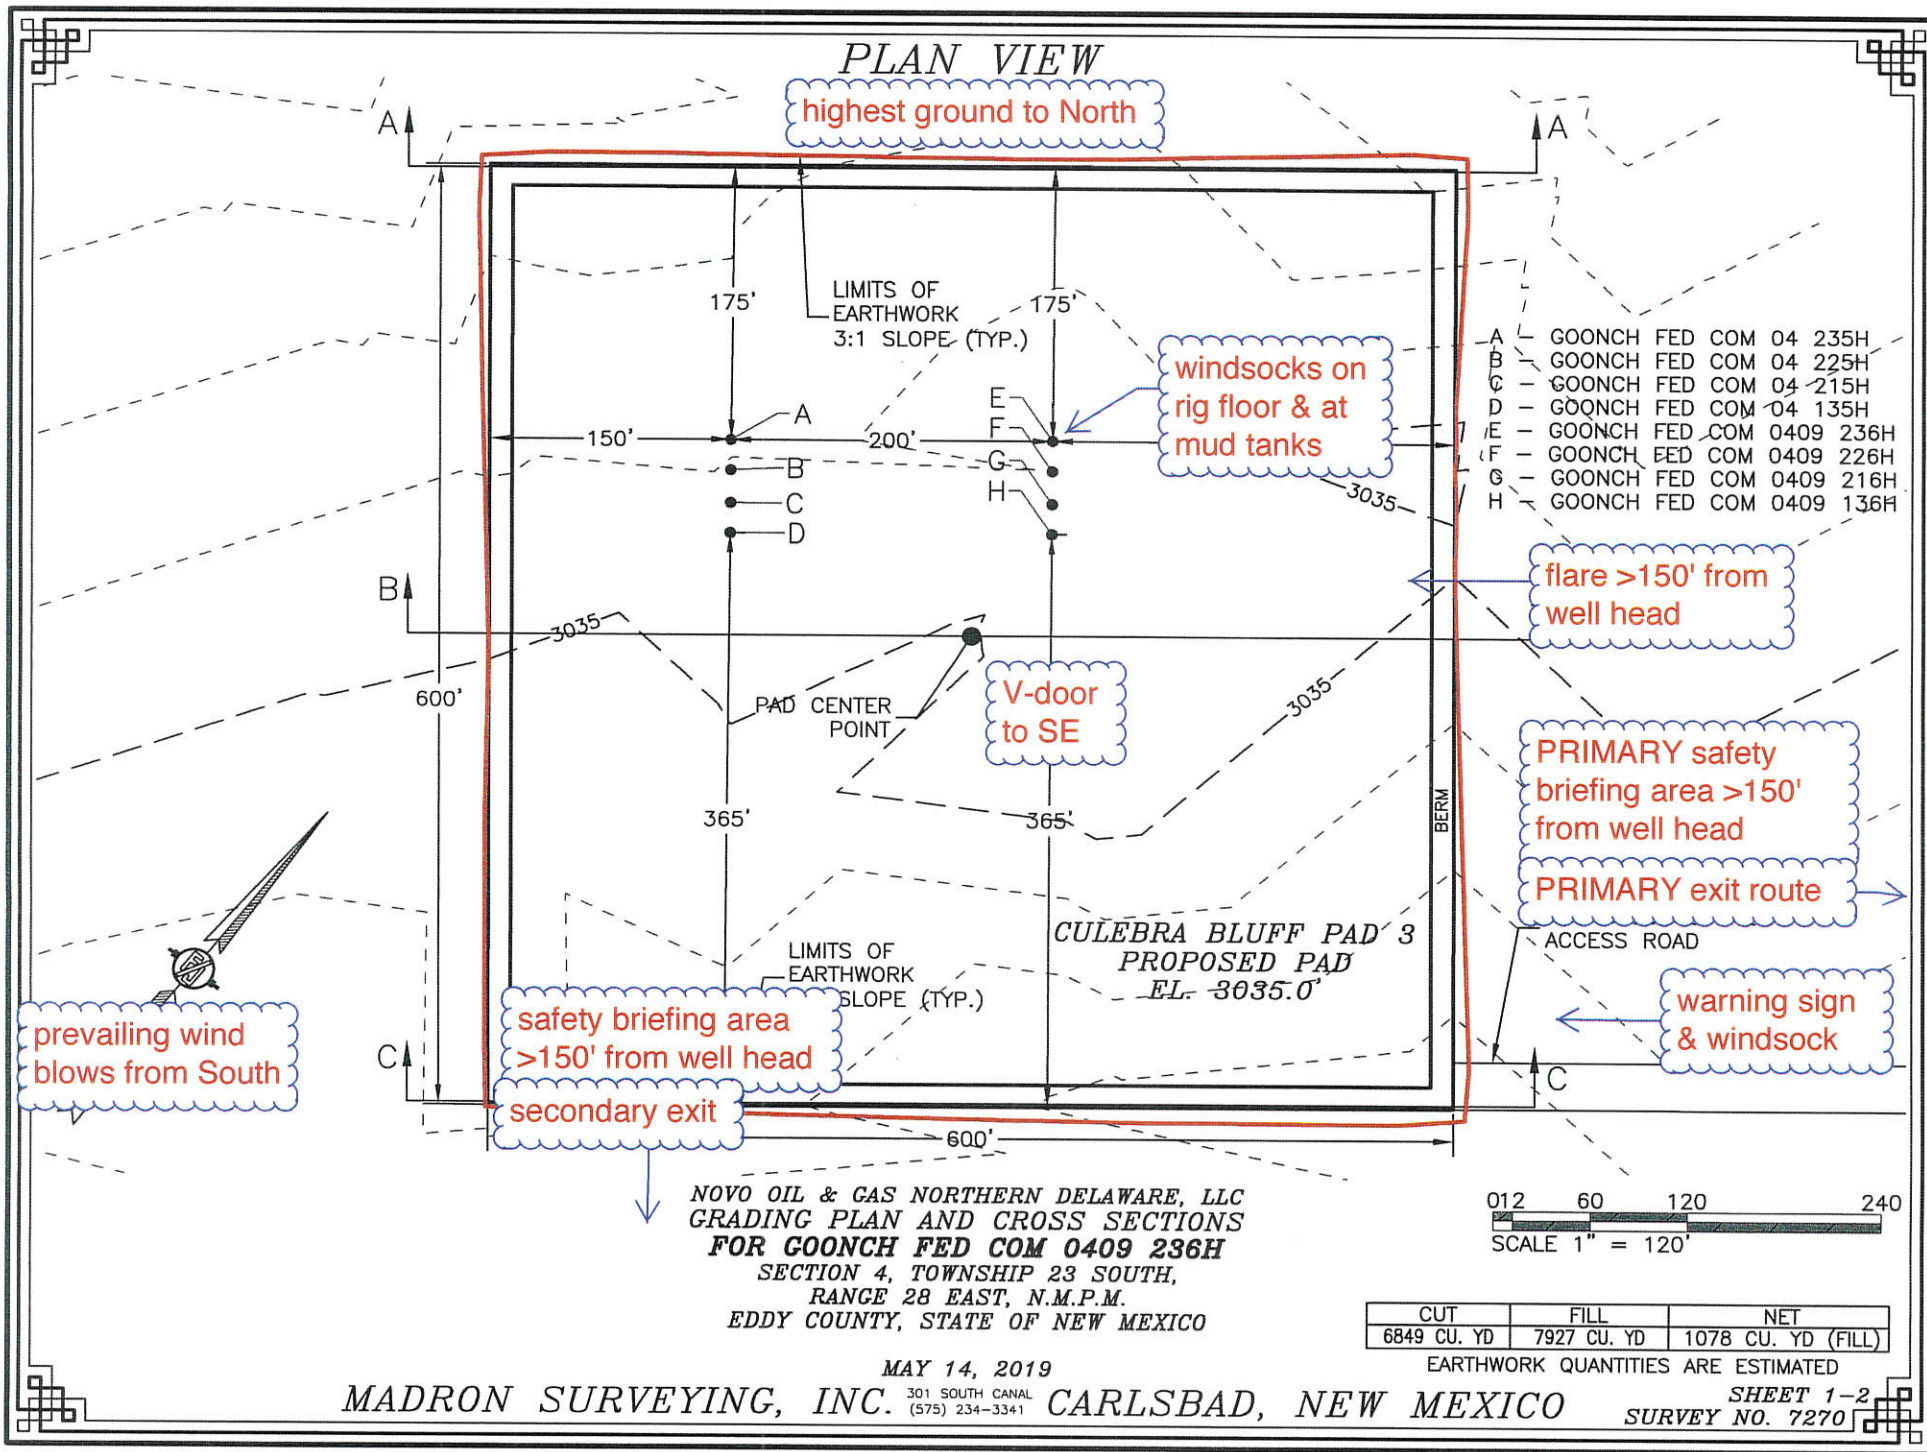 PLAN VIEW
highest ground to North
A
A
175'
175'
LIMITS OF
EARTHWORK
3:1 SLOPE (TYP.)
windsocks on
rig floor & at
mud tanks
A – GOONCH FED COM 04 235H
B – GOONCH FED COM 04 225H
C – GOONCH FED COM 04 215H
D – GOONCH FED COM 04 135H
E – GOONCH FED COM 0409 236H
F – GOONCH FED COM 0409 226H
G – GOONCH FED COM 0409 216H
H – GOONCH FED COM 0409 136H
150'
200'
A
B
C
D
E
F
G
H
3035
flare >150' from
well head
B
3035
600'
PAD CENTER
POINT
V-door
to SE
3035
365'
365'
BERM
PRIMARY safety
briefing area >150'
from well head
PRIMARY exit route
ACCESS ROAD
CULEBRA BLUFF PAD 3
PROPOSED PAD
EL. 3035.0'
LIMITS OF
EARTHWORK
SLOPE (TYP.)
warning sign
& windsock
prevailing wind
blows from South
safety briefing area
>150' from well head
secondary exit
C
C
600'
NOVO OIL & GAS NORTHERN DELAWARE, LLC
GRADING PLAN AND CROSS SECTIONS
FOR GOONCH FED COM 0409 236H
SECTION 4, TOWNSHIP 23 SOUTH,
RANGE 28 EAST, N.M.P.M.
EDDY COUNTY, STATE OF NEW MEXICO
012 60 120 240
SCALE 1" = 120'
CUT FILL NET
6849 CU. YD 7927 CU. YD 1078 CU. YD (FILL)
EARTHWORK QUANTITIES ARE ESTIMATED
MAY 14, 2019
MADRON SURVEYING, INC. 301 SOUTH CANAL (575) 234-3341 CARLSBAD, NEW MEXICO
SHEET 1-2
SURVEY NO. 7270